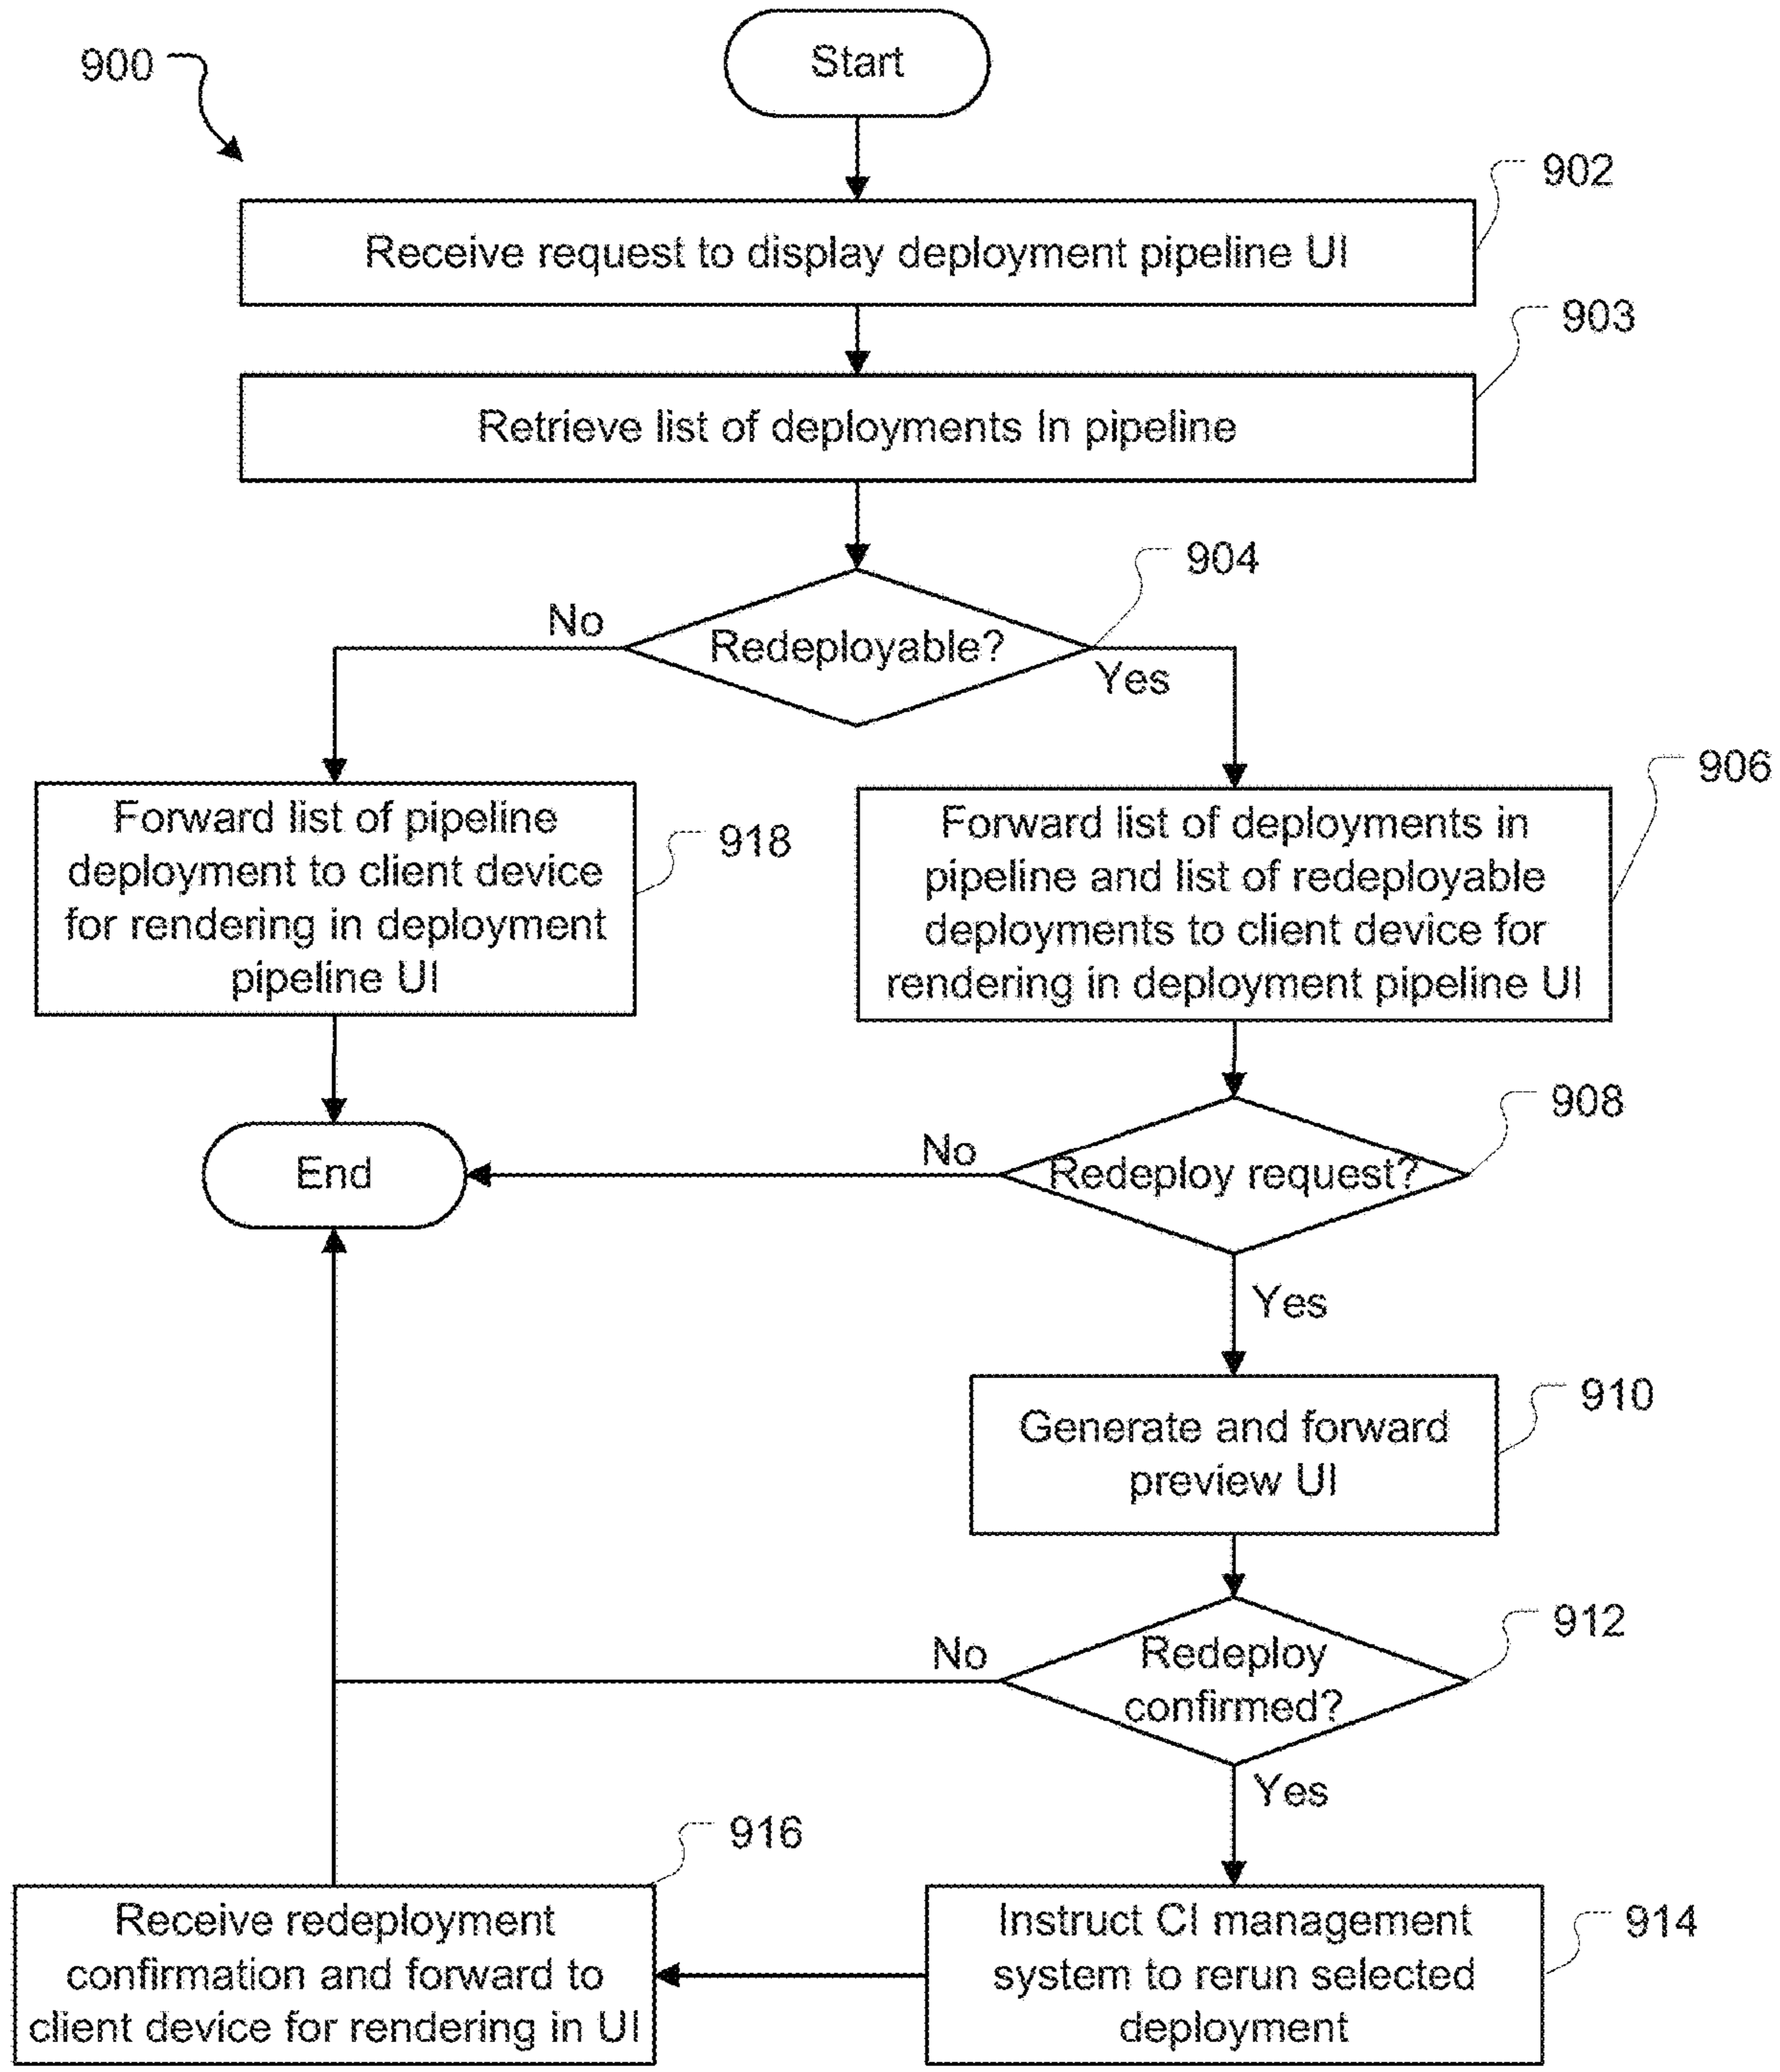 900
Start
902
Receive request to display deployment pipeline UI
903
Retrieve list of deployments In pipeline
904
No
Redeployable?
Yes
906
Forward list of pipeline
deployment to client device
for rendering in deployment
pipeline UI
918
Forward list of deployments in
pipeline and list of redeployable
deployments to client device for
rendering in deployment pipeline UI
908
End
No
Redeploy request?
Yes
910
Generate and forward
preview UI
912
No
Redeploy
confirmed?
Yes
916
Receive redeployment
confirmation and forward to
client device for rendering in UI
914
Instruct CI management
system to rerun selected
deployment